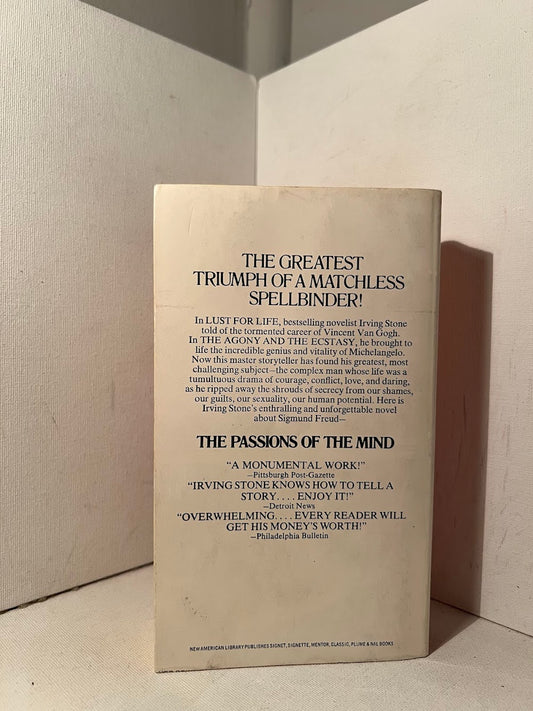 THE GREATEST
TRIUMPH OF A MATCHLESS
SPELLBINDER!
In LUST FOR LIFE, bestselling novelist Irving Stone
told of the tormented career of
Vincent Van Gogh.
In THE AGONY AND THE ECSTASY, he brought to
life the incredible genius and vitality of Michelangelo.
Now this master storyteller has found his greatest, most
challenging subject—the complex man whose life was a
tumultuous drama of courage, conflict, love, and daring,
as he ripped away the shrouds of secrecy from our shames,
our guilts, our sexuality, our human potential. Here is
Irving Stone's enthralling and unforgettable novel
about Sigmund Freud—
THE PASSIONS OF THE MIND
“A MONUMENTAL WORK!”
—Pittsburgh Post-Gazette
“IRVING STONE KNOWS HOW TO TELL A
STORY.... ENJOY IT!”
—Detroit News
“OVERWHELMING.... EVERY READER WILL
GET HIS MONEY'S WORTH!”
—Philadelphia Bulletin
NEW AMERICAN LIBRARY PUBLISHES SIGNET, SIGNETTE, MENTOR, CLASSIC, PLUME & NAL BOOKS